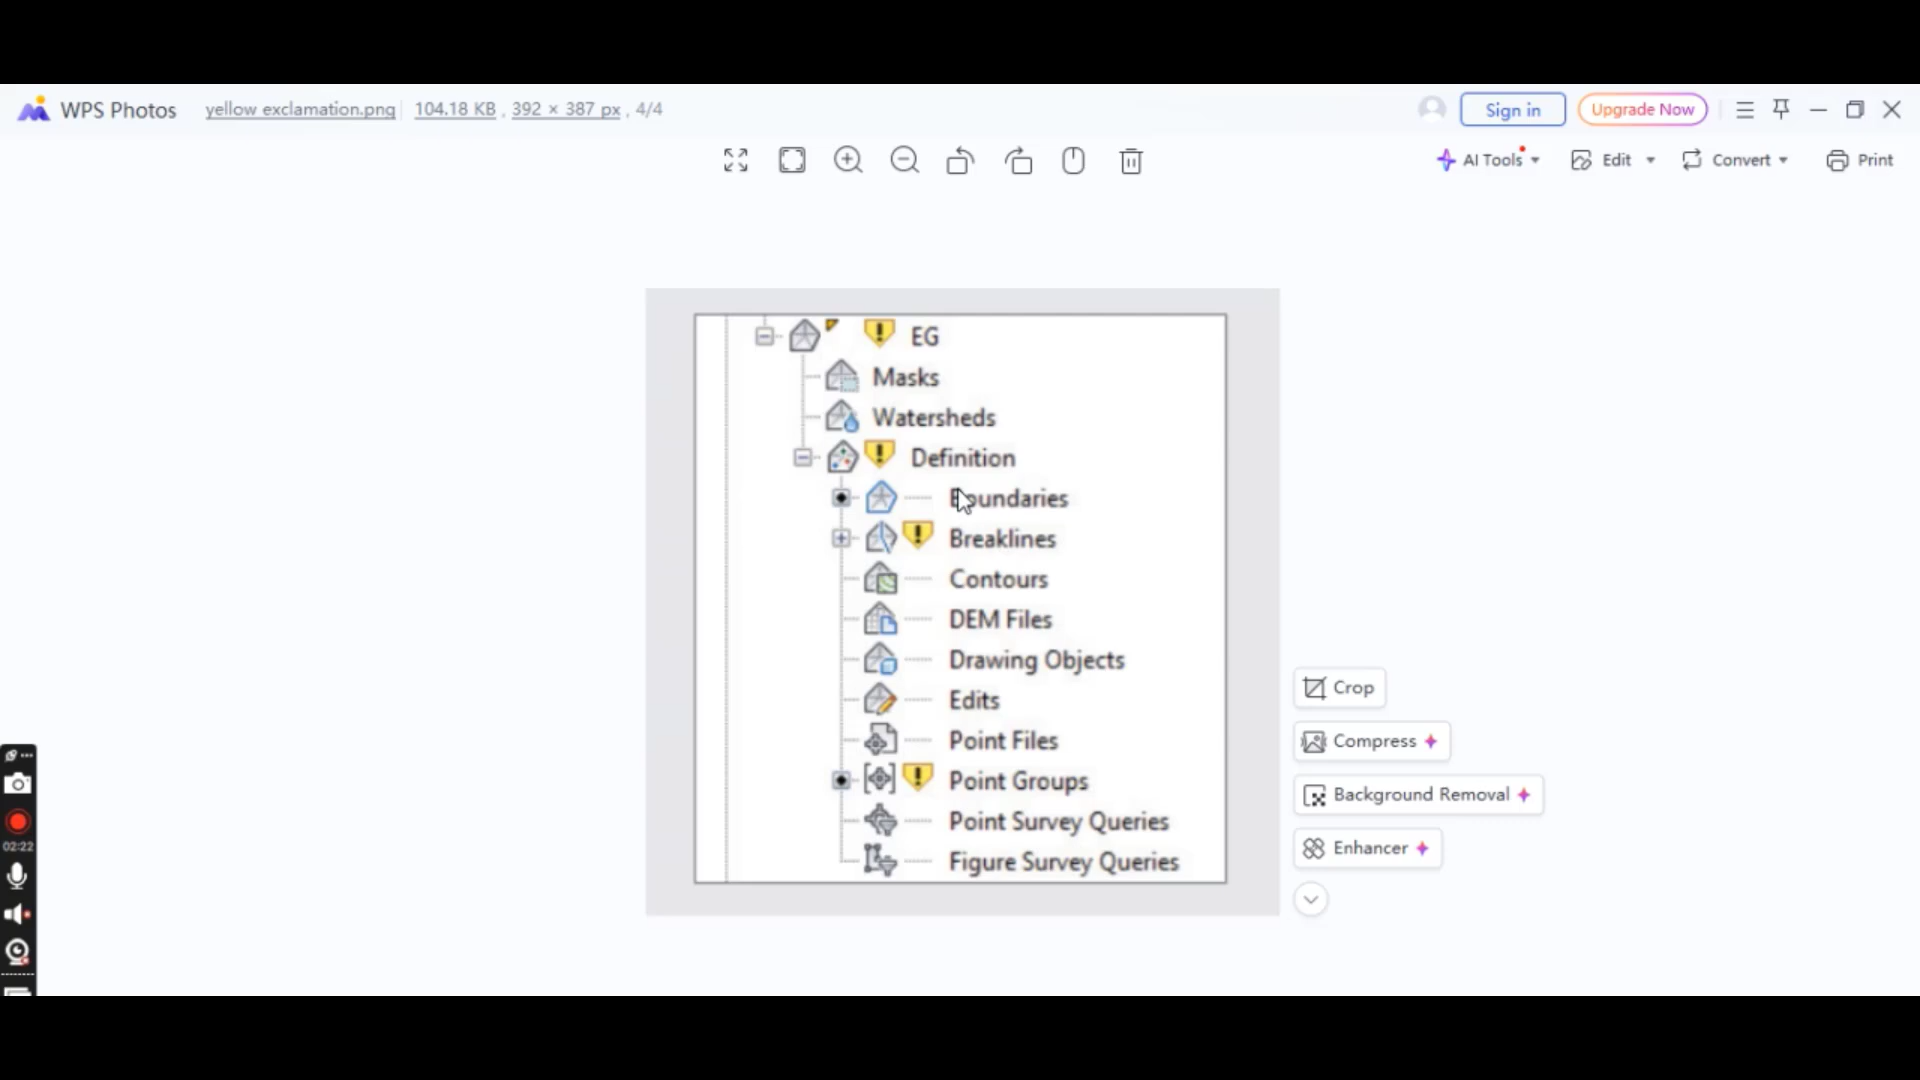 WPS Photos yellow exclamation.png 104.18 KB , 392 × 387 px , 4/4 Sign in Upgrade Now
AI Tools Edit Convert Print
EG
Masks
Watersheds
Definition
Boundaries
Breaklines
Contours
DEM Files
Drawing Objects
Edits
Point Files
Point Groups
Point Survey Queries
Figure Survey Queries
Crop
Compress
Background Removal
Enhancer
02:22